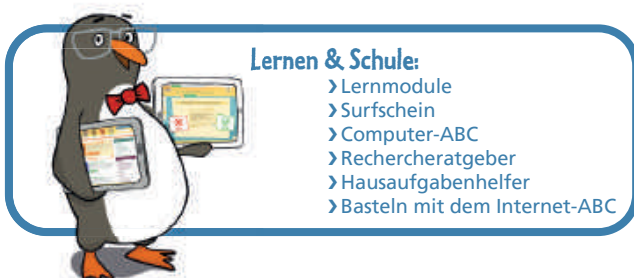 Lernen & Schule:
❯ Lernmodule
❯ Surfschein
❯ Computer-ABC
❯ Rechercheratgeber
❯ Hausaufgabenhelfer
❯ Basteln mit dem Internet-ABC